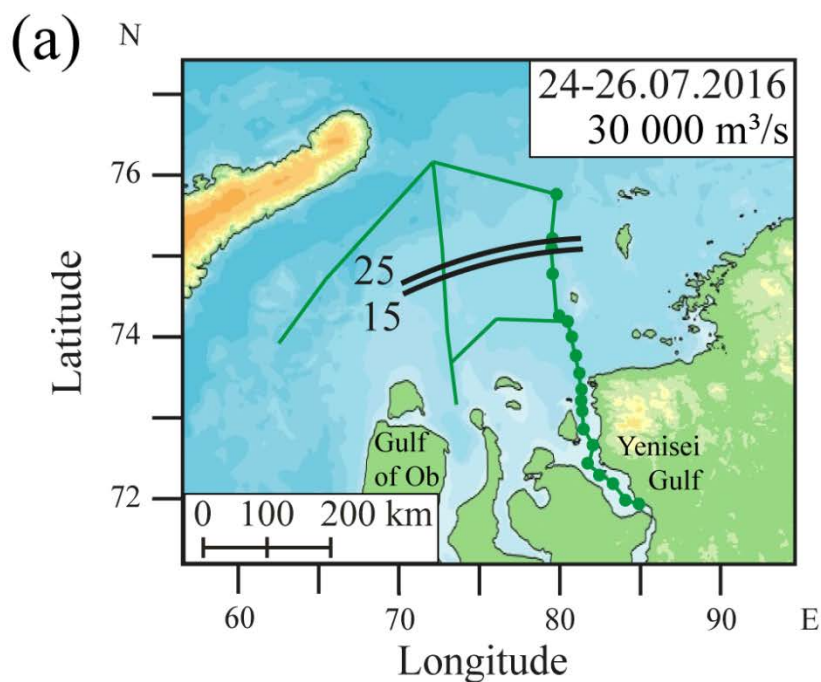 (a)
N
24-26.07.2016
30 000 m³/s
76
74
72
Latitude
25
15
Gulf
of Ob
Yenisei
Gulf
0 100 200 km
60 70 80 90 E
Longitude